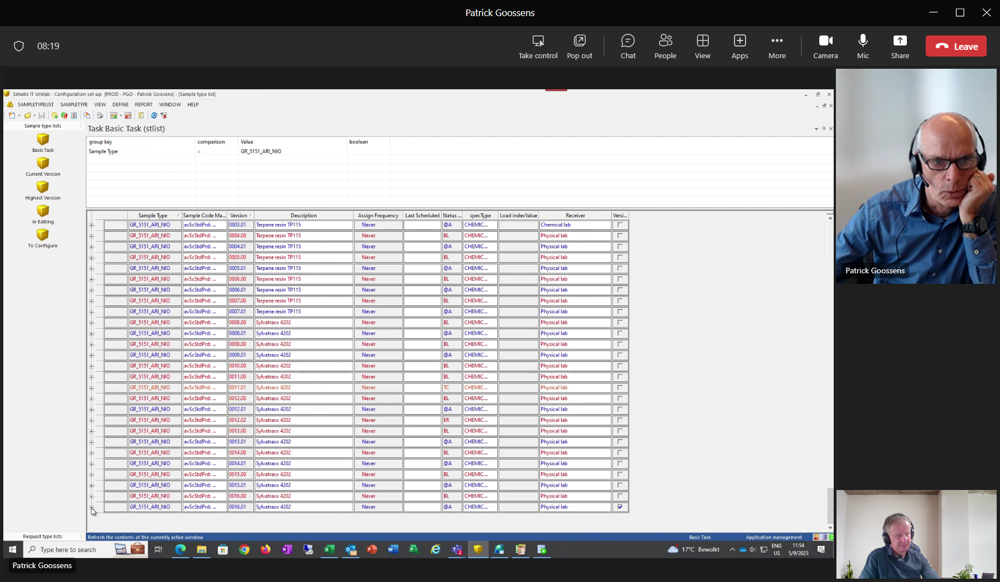 Patrick Goossens
08:19
Take control Pop out Chat People View Apps More Camera Mic Share Leave
Simatic IT Unilab - Configuration set-up [PROD - PGO - Patrick Goosens] - [Sample type list]
SAMPLETYPELIST SAMPLETYPE VIEW DEFINE REPORT WINDOW HELP
Sample type lists
Basic Task
Current Version
Highest Version
In Editing
To Configure
Request type lists
Task Basic Task (stlist)
group key comparison Value boolean
Sample Type = GR_5151_ARI_NIO
Sample Type Sample Code Ma... Version Description Assign Frequency Last Scheduled Status ... specType Load indexValue Receiver Versi...
GR_5151_ARI_NIO avScStdPrd: ... 0003.01 Terpene resin TP115 Never @A CHEMIC... Chemical lab
GR_5151_ARI_NIO avScStdPrd: ... 0004.00 Terpene resin TP115 Never BL CHEMIC... Physical lab
GR_5151_ARI_NIO avScStdPrd: ... 0004.01 Terpene resin TP115 Never @A CHEMIC... Physical lab
GR_5151_ARI_NIO avScStdPrd: ... 0005.00 Terpene resin TP115 Never BL CHEMIC... Physical lab
GR_5151_ARI_NIO avScStdPrd: ... 0005.01 Terpene resin TP115 Never @A CHEMIC... Physical lab
GR_5151_ARI_NIO avScStdPrd: ... 0006.00 Terpene resin TP115 Never BL CHEMIC... Physical lab
GR_5151_ARI_NIO avScStdPrd: ... 0006.01 Terpene resin TP115 Never @A CHEMIC... Physical lab
GR_5151_ARI_NIO avScStdPrd: ... 0007.00 Terpene resin TP115 Never BL CHEMIC... Physical lab
GR_5151_ARI_NIO avScStdPrd: ... 0007.01 Terpene resin TP115 Never @A CHEMIC... Physical lab
GR_5151_ARI_NIO avScStdPrd: ... 0008.00 Sylvatraxx 4202 Never BL CHEMIC... Physical lab
GR_5151_ARI_NIO avScStdPrd: ... 0008.01 Sylvatraxx 4202 Never @A CHEMIC... Physical lab
GR_5151_ARI_NIO avScStdPrd: ... 0009.00 Sylvatraxx 4202 Never BL CHEMIC... Physical lab
GR_5151_ARI_NIO avScStdPrd: ... 0009.01 Sylvatraxx 4202 Never @A CHEMIC... Physical lab
GR_5151_ARI_NIO avScStdPrd: ... 0010.00 Sylvatraxx 4202 Never BL CHEMIC... Physical lab
GR_5151_ARI_NIO avScStdPrd: ... 0011.00 Sylvatraxx 4202 Never BL CHEMIC... Physical lab
GR_5151_ARI_NIO avScStdPrd: ... 0011.01 Sylvatraxx 4202 Never TC CHEMIC... Physical lab
GR_5151_ARI_NIO avScStdPrd: ... 0012.00 Sylvatraxx 4202 Never BL CHEMIC... Physical lab
GR_5151_ARI_NIO avScStdPrd: ... 0012.01 Sylvatraxx 4202 Never @A CHEMIC... Physical lab
GR_5151_ARI_NIO avScStdPrd: ... 0012.02 Sylvatraxx 4202 Never ER CHEMIC... Physical lab
GR_5151_ARI_NIO avScStdPrd: ... 0013.00 Sylvatraxx 4202 Never BL CHEMIC... Physical lab
GR_5151_ARI_NIO avScStdPrd: ... 0013.01 Sylvatraxx 4202 Never @A CHEMIC... Physical lab
GR_5151_ARI_NIO avScStdPrd: ... 0014.00 Sylvatraxx 4202 Never BL CHEMIC... Physical lab
GR_5151_ARI_NIO avScStdPrd: ... 0014.01 Sylvatraxx 4202 Never @A CHEMIC... Physical lab
GR_5151_ARI_NIO avScStdPrd: ... 0015.00 Sylvatraxx 4202 Never BL CHEMIC... Physical lab
GR_5151_ARI_NIO avScStdPrd: ... 0015.01 Sylvatraxx 4202 Never @A CHEMIC... Physical lab
GR_5151_ARI_NIO avScStdPrd: ... 0016.00 Sylvatraxx 4202 Never BL CHEMIC... Physical lab
GR_5151_ARI_NIO avScStdPrd: ... 0016.01 Sylvatraxx 4202 Never @A CHEMIC... Physical lab
Refresh the contents of the currently active window Basic Task Application management
Type here to search 17°C Bewolkt ENG 11:54
US 5/9/2023
Patrick Goossens
Patrick Goossens